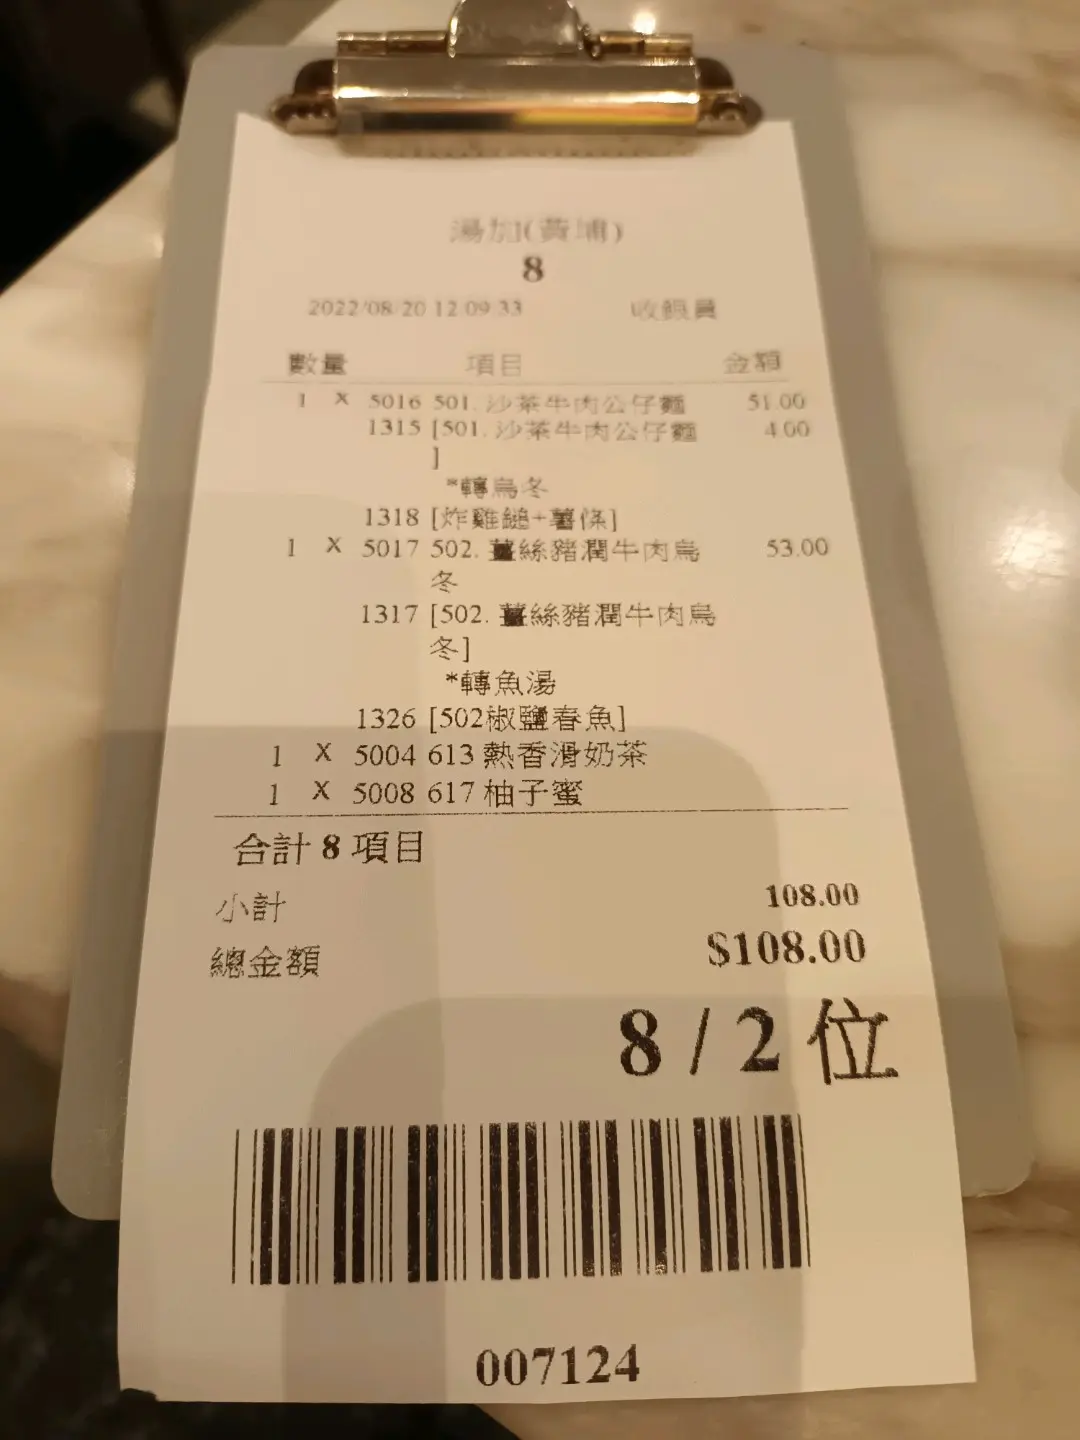 湯加(黃埔)
8
2022/08/20 12:09:33 收銀員
數量 項目 金額
1 X 5016 501. 沙茶牛肉公仔麵 51.00
1315 [501. 沙茶牛肉公仔麵 4.00
]
*轉烏冬
1318 [炸雞鎚+薯條]
1 X 5017 502. 薑絲豬潤牛肉烏 53.00
冬
1317 [502. 薑絲豬潤牛肉烏
冬]
*轉魚湯
1326 [502椒鹽春魚]
1 X 5004 613 熱香滑奶茶
1 X 5008 617 柚子蜜
合計 8 項目
小計 108.00
總金額 $108.00
8 / 2 位
007124